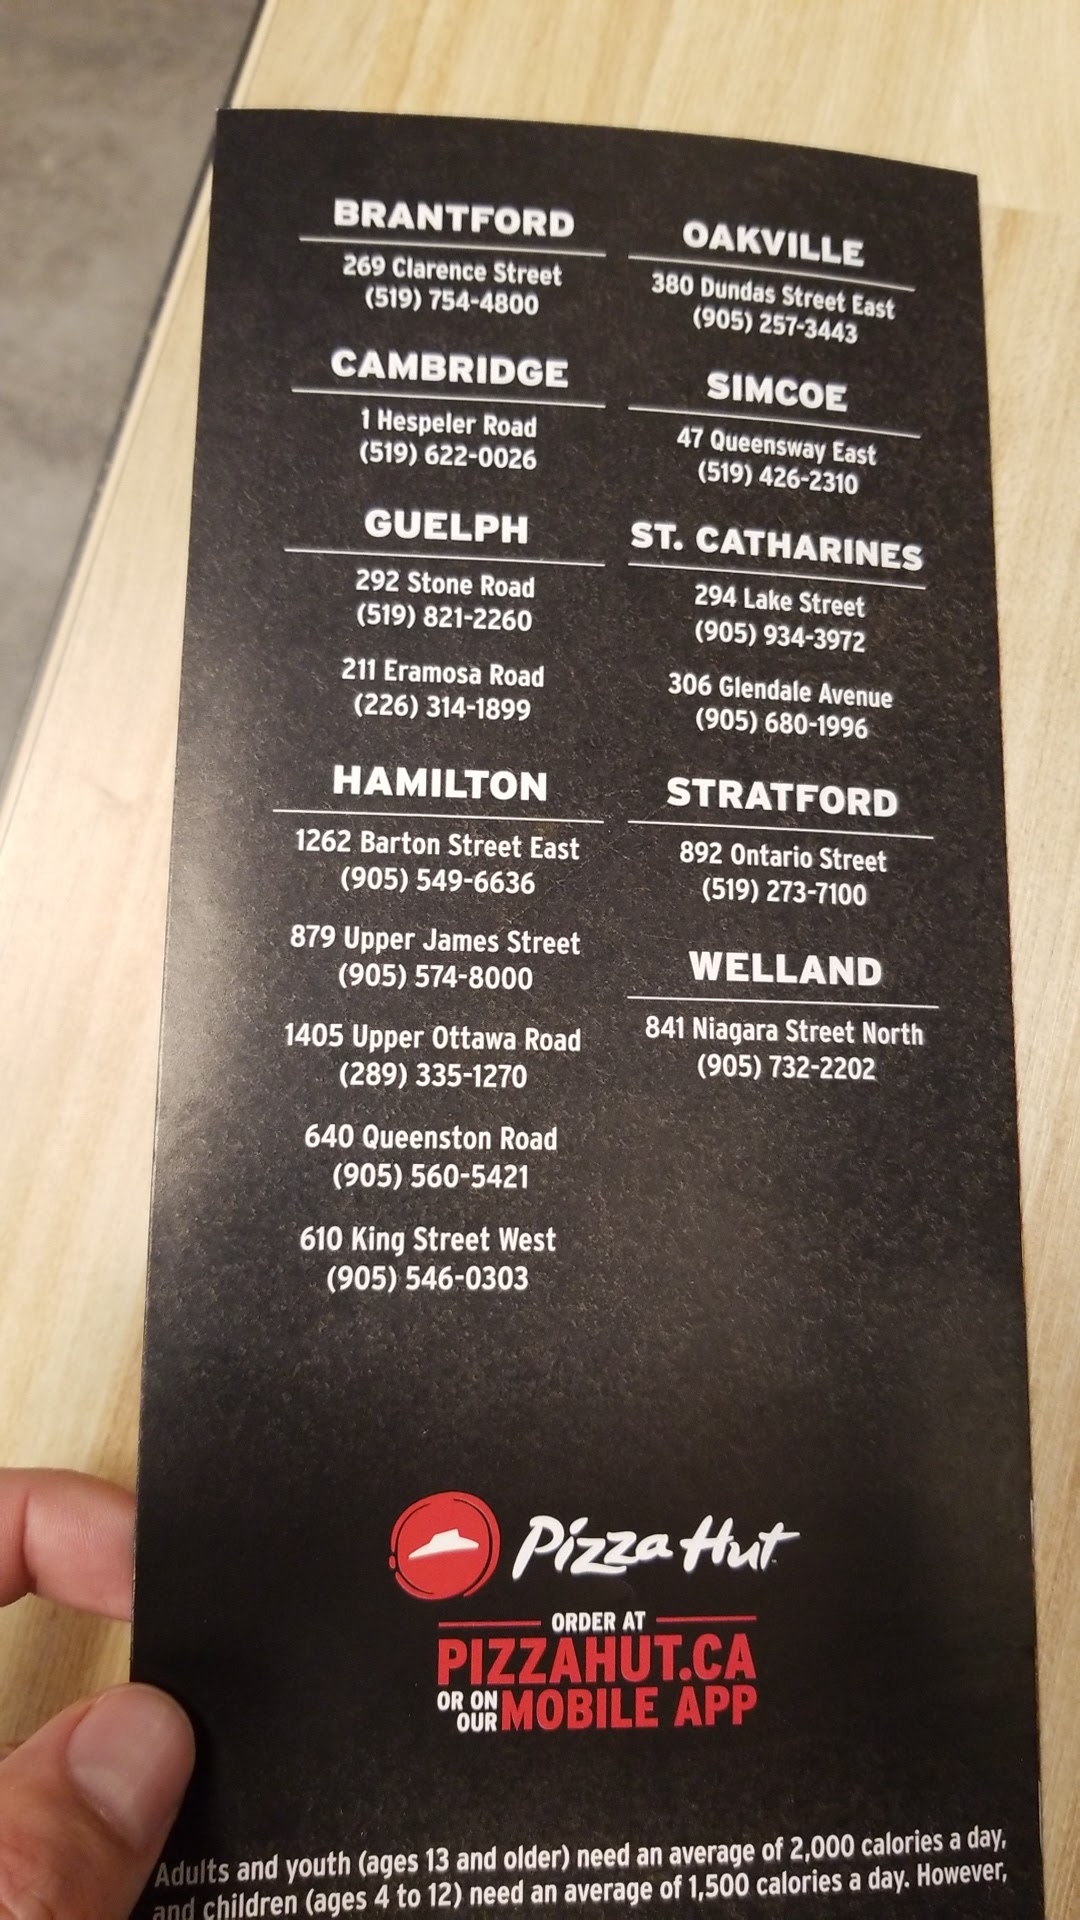 BRANTFORD
269 Clarence Street
(519) 754-4800
CAMBRIDGE
1 Hespeler Road
(519) 622-0026
GUELPH
292 Stone Road
(519) 821-2260
211 Eramosa Road
(226) 314-1899
HAMILTON
1262 Barton Street East
(905) 549-6636
879 Upper James Street
(905) 574-8000
1405 Upper Ottawa Road
(289) 335-1270
640 Queenston Road
(905) 560-5421
610 King Street West
(905) 546-0303
OAKVILLE
380 Dundas Street East
(905) 257-3443
SIMCOE
47 Queensway East
(519) 426-2310
ST. CATHARINES
294 Lake Street
(905) 934-3972
306 Glendale Avenue
(905) 680-1996
STRATFORD
892 Ontario Street
(519) 273-7100
WELLAND
841 Niagara Street North
(905) 732-2202
Pizza Hut
ORDER AT
PIZZAHUT.CA
OR ON OUR MOBILE APP
Adults and youth (ages 13 and older) need an average of 2,000 calories a day,
and children (ages 4 to 12) need an average of 1,500 calories a day. However,